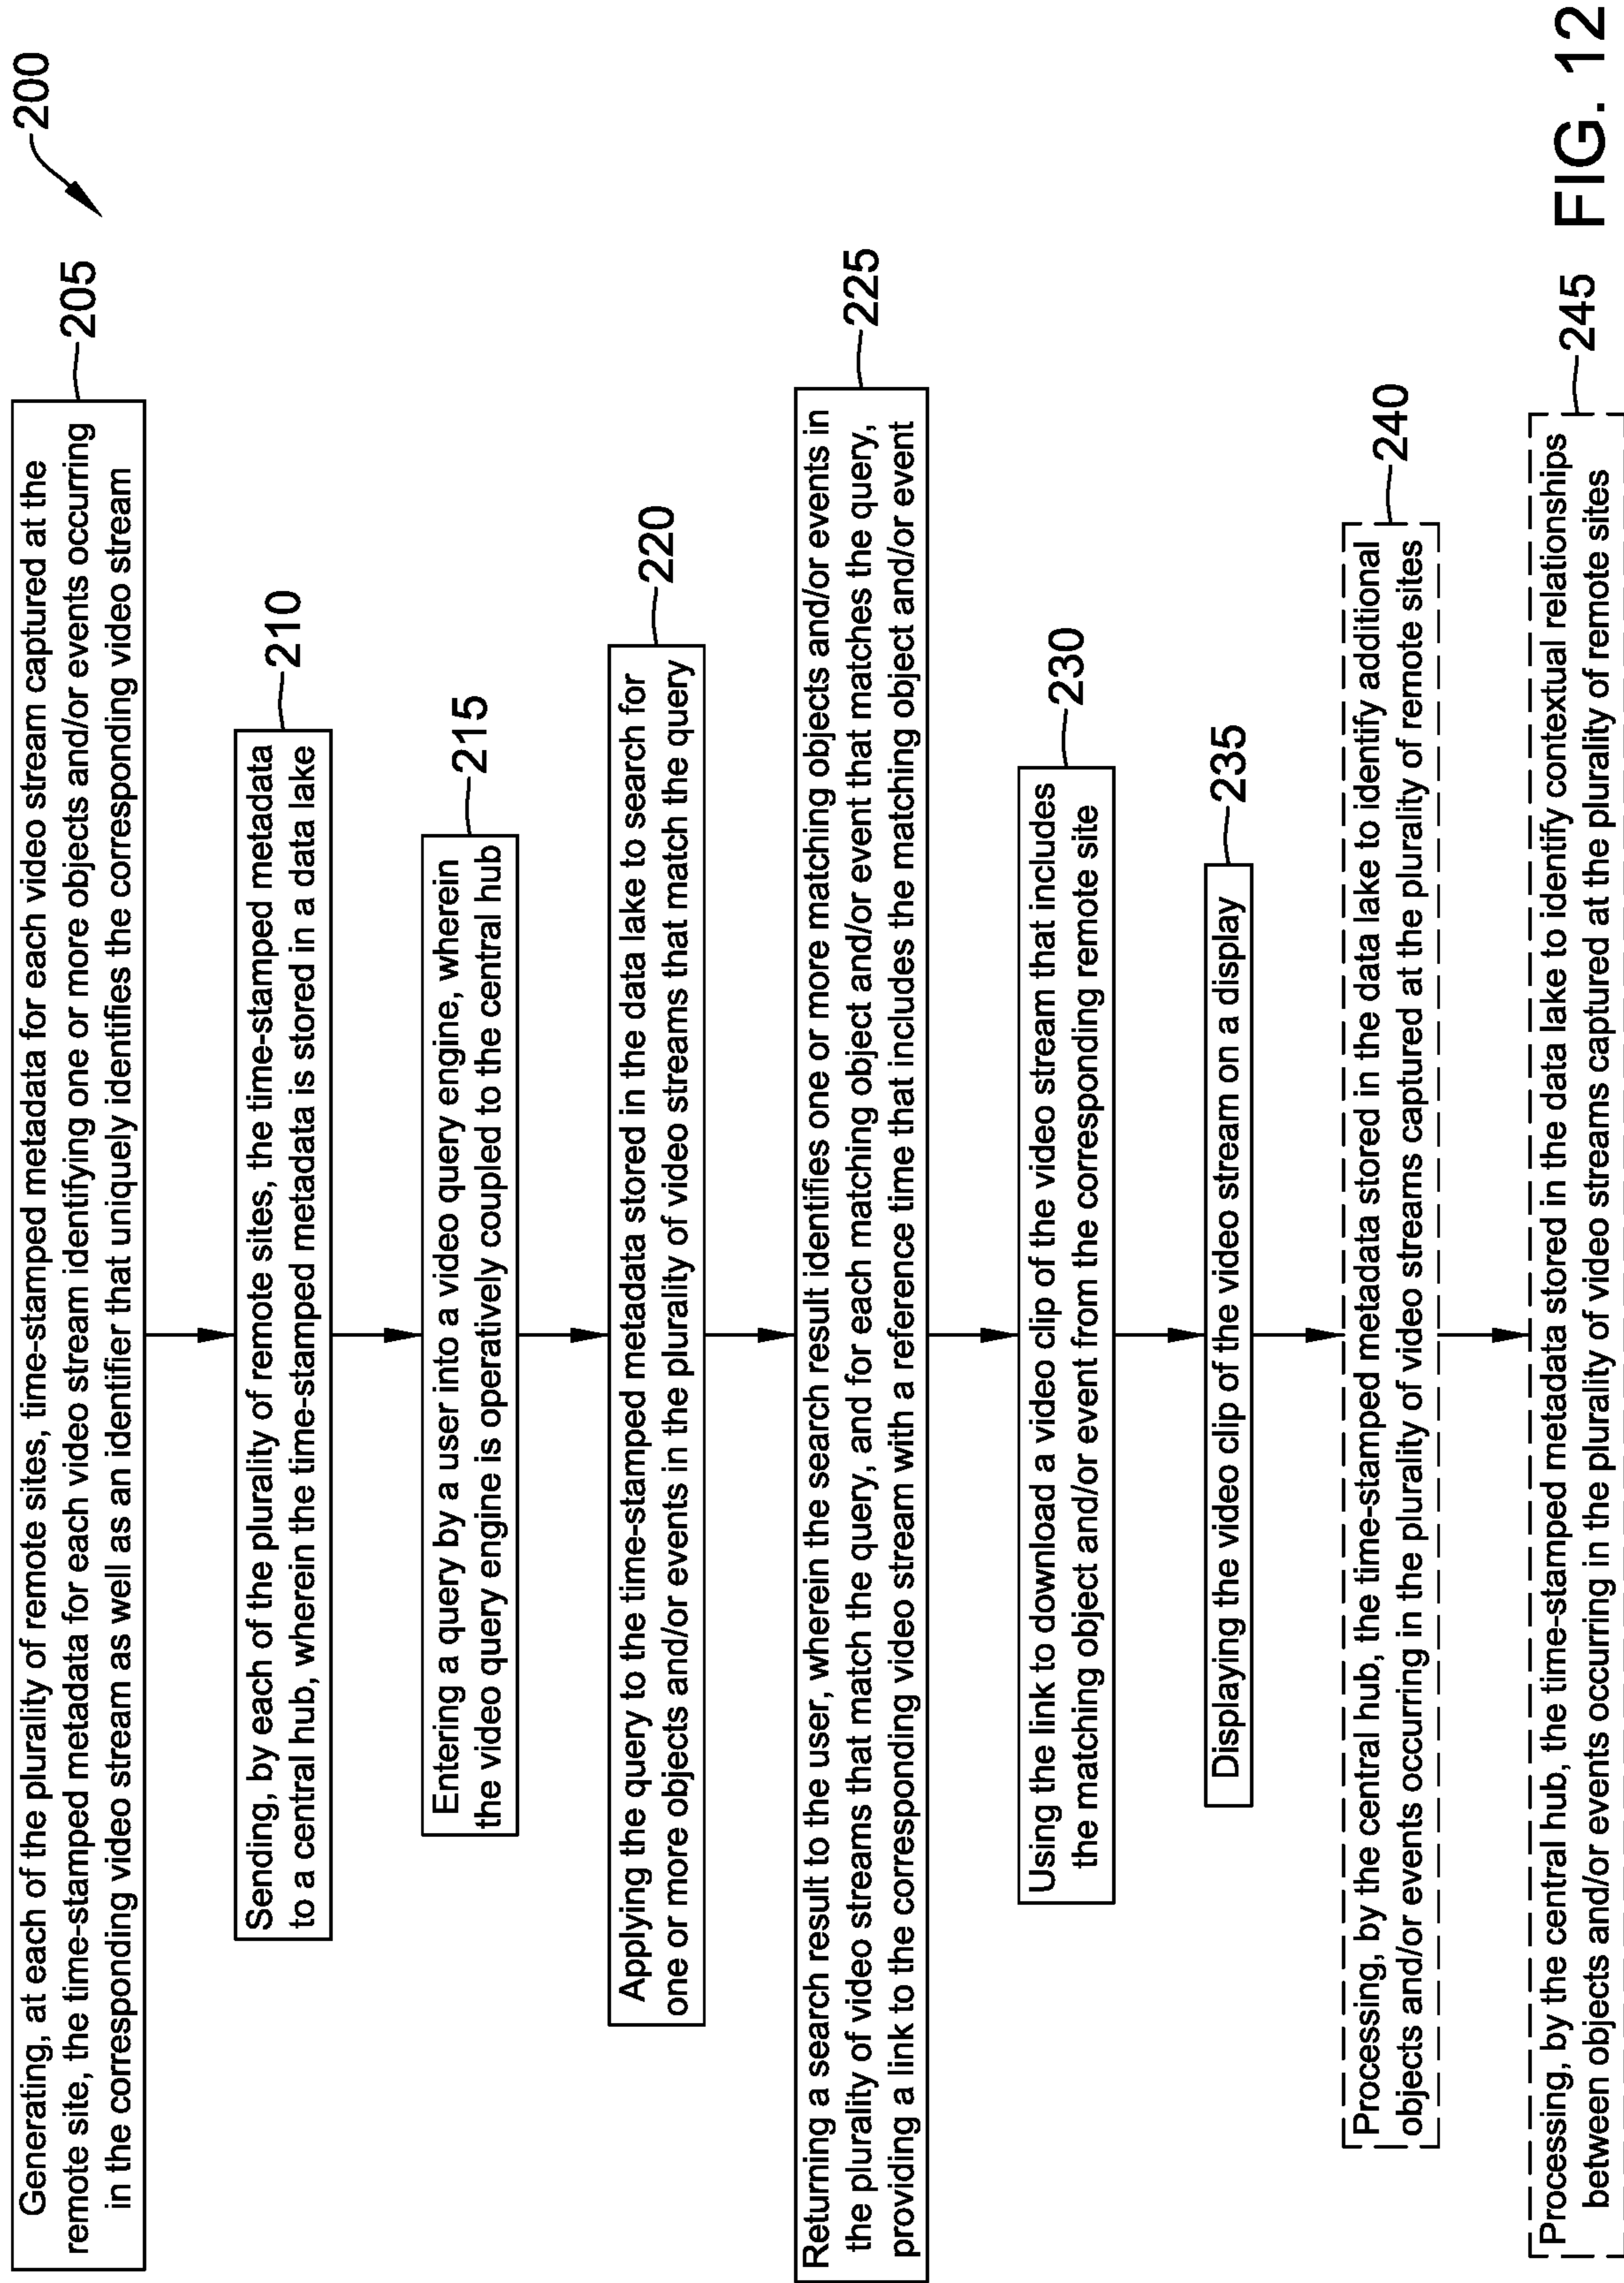 200
Generating, at each of the plurality of remote sites, time-stamped metadata for each video stream captured at the
remote site, the time-stamped metadata for each video stream identifying one or more objects and/or events occurring
in the corresponding video stream as well as an identifier that uniquely identifies the corresponding video stream
205
Sending, by each of the plurality of remote sites, the time-stamped metadata
to a central hub, wherein the time-stamped metadata is stored in a data lake
210
Entering a query by a user into a video query engine, wherein
the video query engine is operatively coupled to the central hub
215
Applying the query to the time-stamped metadata stored in the data lake to search for
one or more objects and/or events in the plurality of video streams that match the query
220
Returning a search result to the user, wherein the search result identifies one or more matching objects and/or events in
the plurality of video streams that match the query, and for each matching object and/or event that matches the query,
providing a link to the corresponding video stream with a reference time that includes the matching object and/or event
225
Using the link to download a video clip of the video stream that includes
the matching object and/or event from the corresponding remote site
230
Displaying the video clip of the video stream on a display
235
Processing, by the central hub, the time-stamped metadata stored in the data lake to identify additional
objects and/or events occurring in the plurality of video streams captured at the plurality of remote sites
240
Processing, by the central hub, the time-stamped metadata stored in the data lake to identify contextual relationships
between objects and/or events occurring in the plurality of video streams captured at the plurality of remote sites
245
FIG. 12